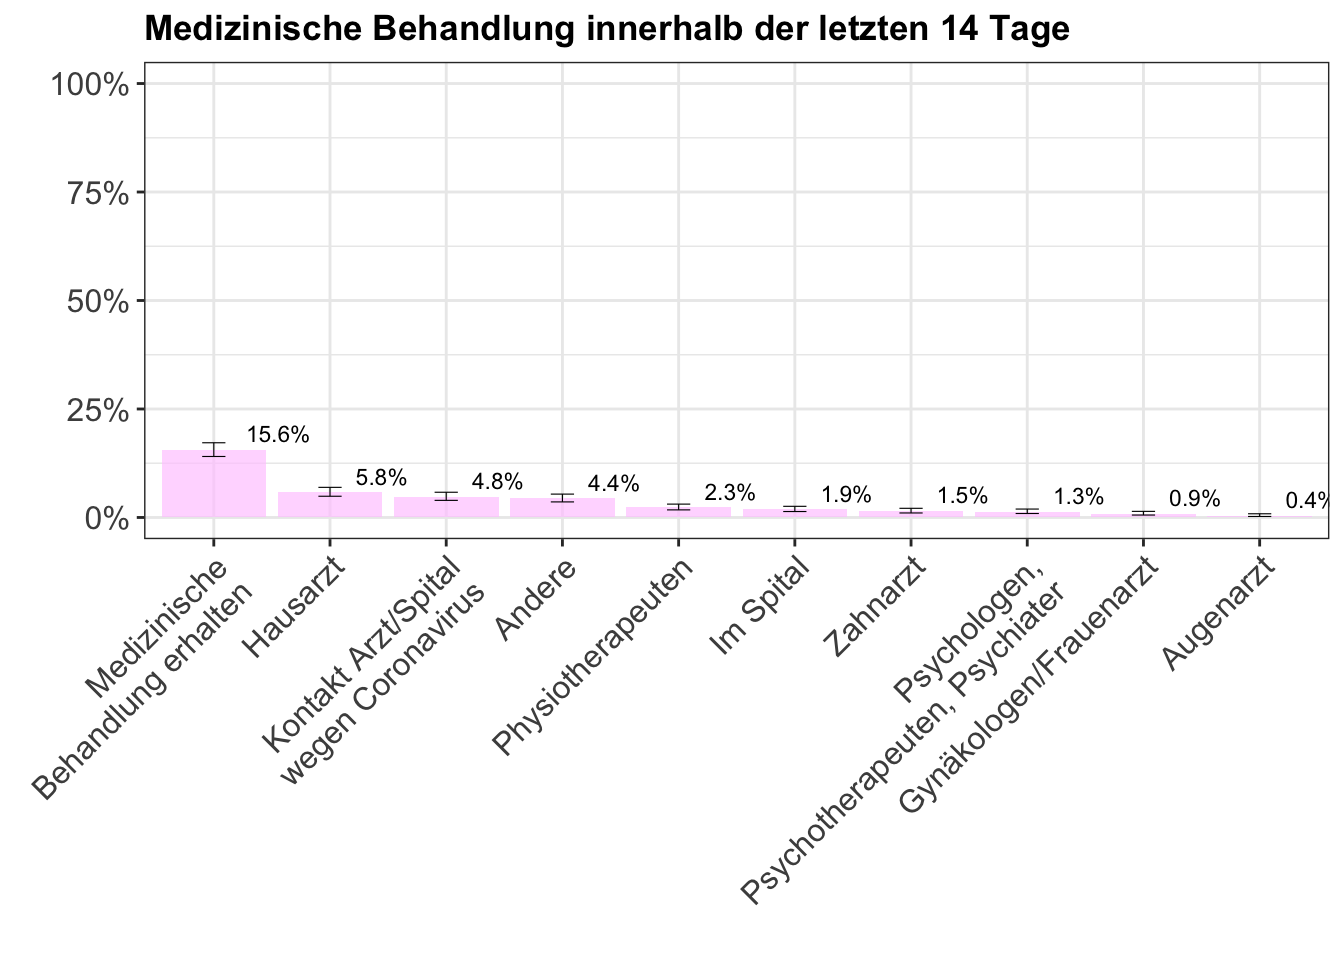 Medizinische Behandlung innerhalb der letzten 14 Tage
100%
75%
50%
25%
0%
15.6%
5.8%
4.8%
4.4%
2.3%
1.9%
1.5%
1.3%
0.9%
0.4%
Medizinische
Behandlung erhalten
Hausarzt
Kontakt Arzt/Spital
wegen Coronavirus
Andere
Physiotherapeuten
Im Spital
Zahnarzt
Psychologen,
Psychotherapeuten, Psychiater
Gynäkologen/Frauenarzt
Augenarzt